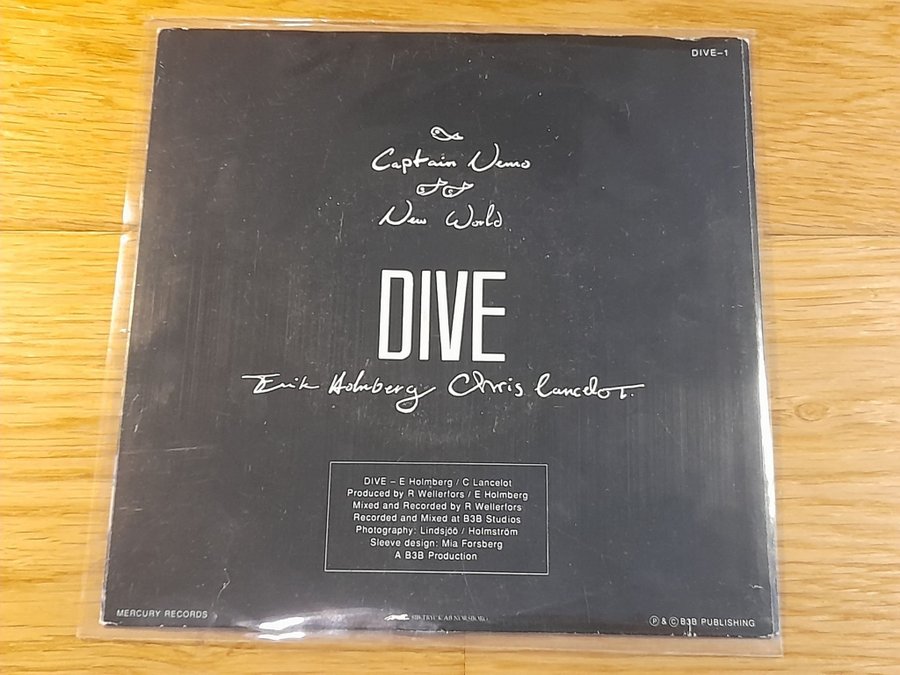 DIVE–1
Captain Nemo
New World
DIVE
Erik Holmberg Chris Lancelot
DIVE – E Holmberg / C Lancelot
Produced by R Wellerfors / E Holmberg
Mixed and Recorded by R Wellerfors
Recorded and Mixed at B3B Studios
Photography: Lindsjöö / Holmström
Sleeve design: Mia Forsberg
A B3B Production
MERCURY RECORDS
Ⓟ & © B3B PUBLISHING